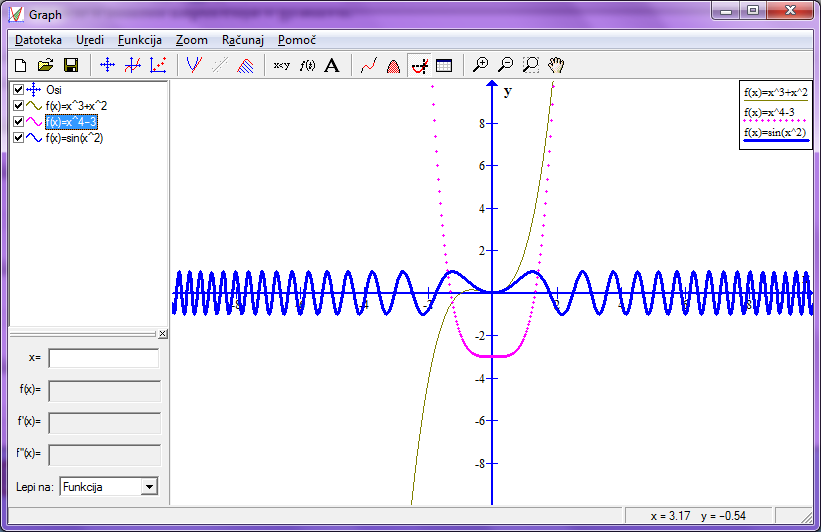 Graph
Datoteka Uredi Funkcija Zoom Računaj Pomoč
x<y f(x) A
Osi
f(x)=x^3+x^2
f(x)=x^4-3
f(x)=sin(x^2)
x=
f(x)=
f'(x)=
f''(x)=
Lepi na: Funkcija
y
8
6
4
2
-2
-4
-6
-8
f(x)=x^3+x^2
f(x)=x^4-3
f(x)=sin(x^2)
x = 3.17 y = -0.54